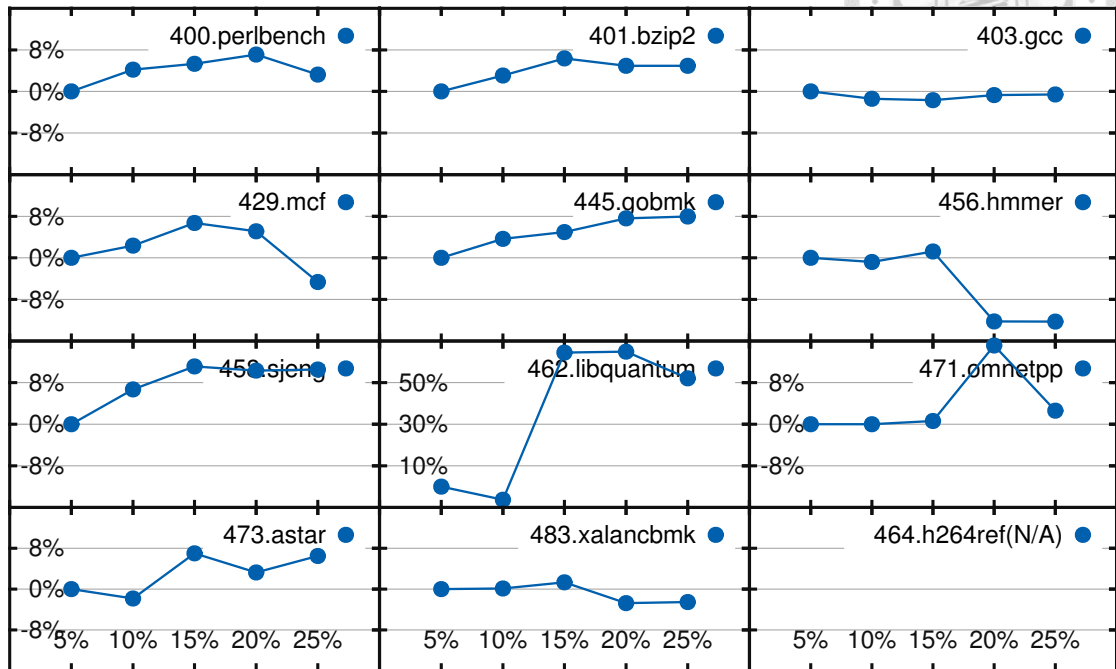 400.perlbench
8%
0%
-8%
401.bzip2
403.gcc
429.mcf
8%
0%
-8%
445.gobmk
456.hmmer
458.sjeng
8%
0%
-8%
462.libquantum
50%
30%
10%
471.omnetpp
8%
0%
-8%
473.astar
8%
0%
-8%
5% 10% 15% 20% 25%
483.xalancbmk
5% 10% 15% 20% 25%
464.h264ref(N/A)
5% 10% 15% 20% 25%